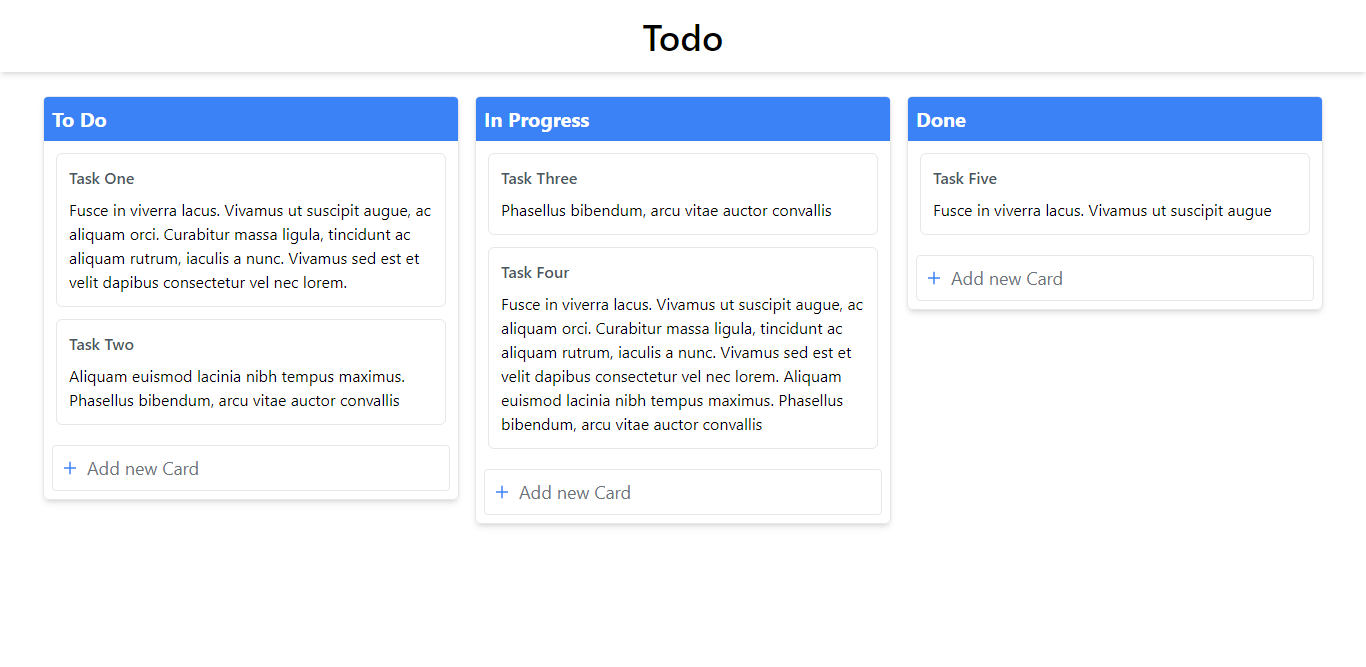 Todo
To Do
Task One
Fusce in viverra lacus. Vivamus ut suscipit augue, ac
aliquam orci. Curabitur massa ligula, tincidunt ac
aliquam rutrum, iaculis a nunc. Vivamus sed est et
velit dapibus consectetur vel nec lorem.
Task Two
Aliquam euismod lacinia nibh tempus maximus.
Phasellus bibendum, arcu vitae auctor convallis
+ Add new Card
In Progress
Task Three
Phasellus bibendum, arcu vitae auctor convallis
Task Four
Fusce in viverra lacus. Vivamus ut suscipit augue, ac
aliquam orci. Curabitur massa ligula, tincidunt ac
aliquam rutrum, iaculis a nunc. Vivamus sed est et
velit dapibus consectetur vel nec lorem. Aliquam
euismod lacinia nibh tempus maximus. Phasellus
bibendum, arcu vitae auctor convallis
+ Add new Card
Done
Task Five
Fusce in viverra lacus. Vivamus ut suscipit augue
+ Add new Card